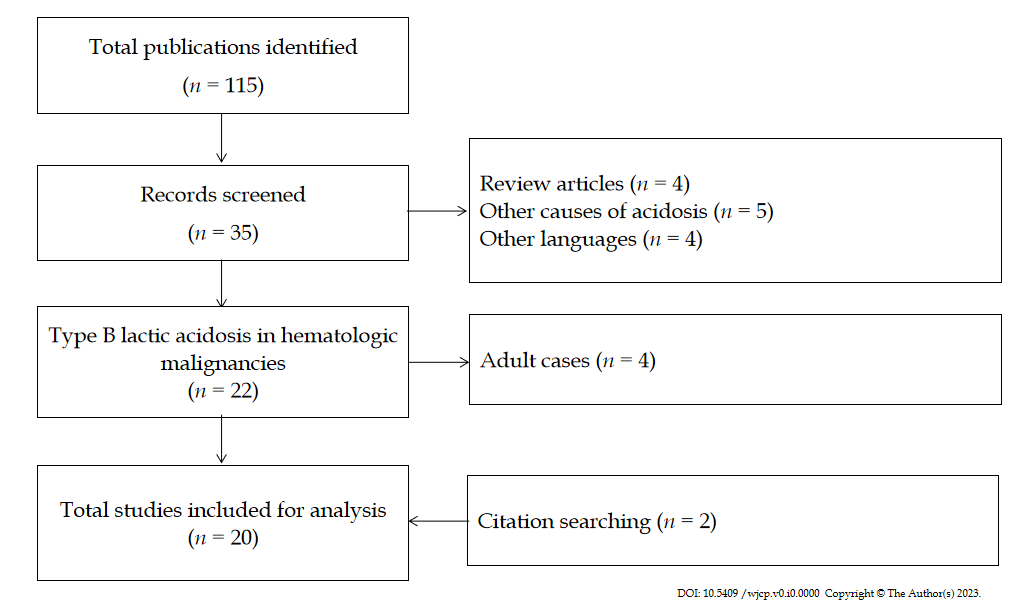 Total publications identified
(n = 115)
Records screened
(n = 35)
Review articles (n = 4)
Other causes of acidosis (n = 5)
Other languages (n = 4)
Type B lactic acidosis in hematologic
malignancies
(n = 22)
Adult cases (n = 4)
Total studies included for analysis
(n = 20)
Citation searching (n = 2)
DOI: 10.5409 /wjcp.v0.i0.0000 Copyright © The Author(s) 2023.